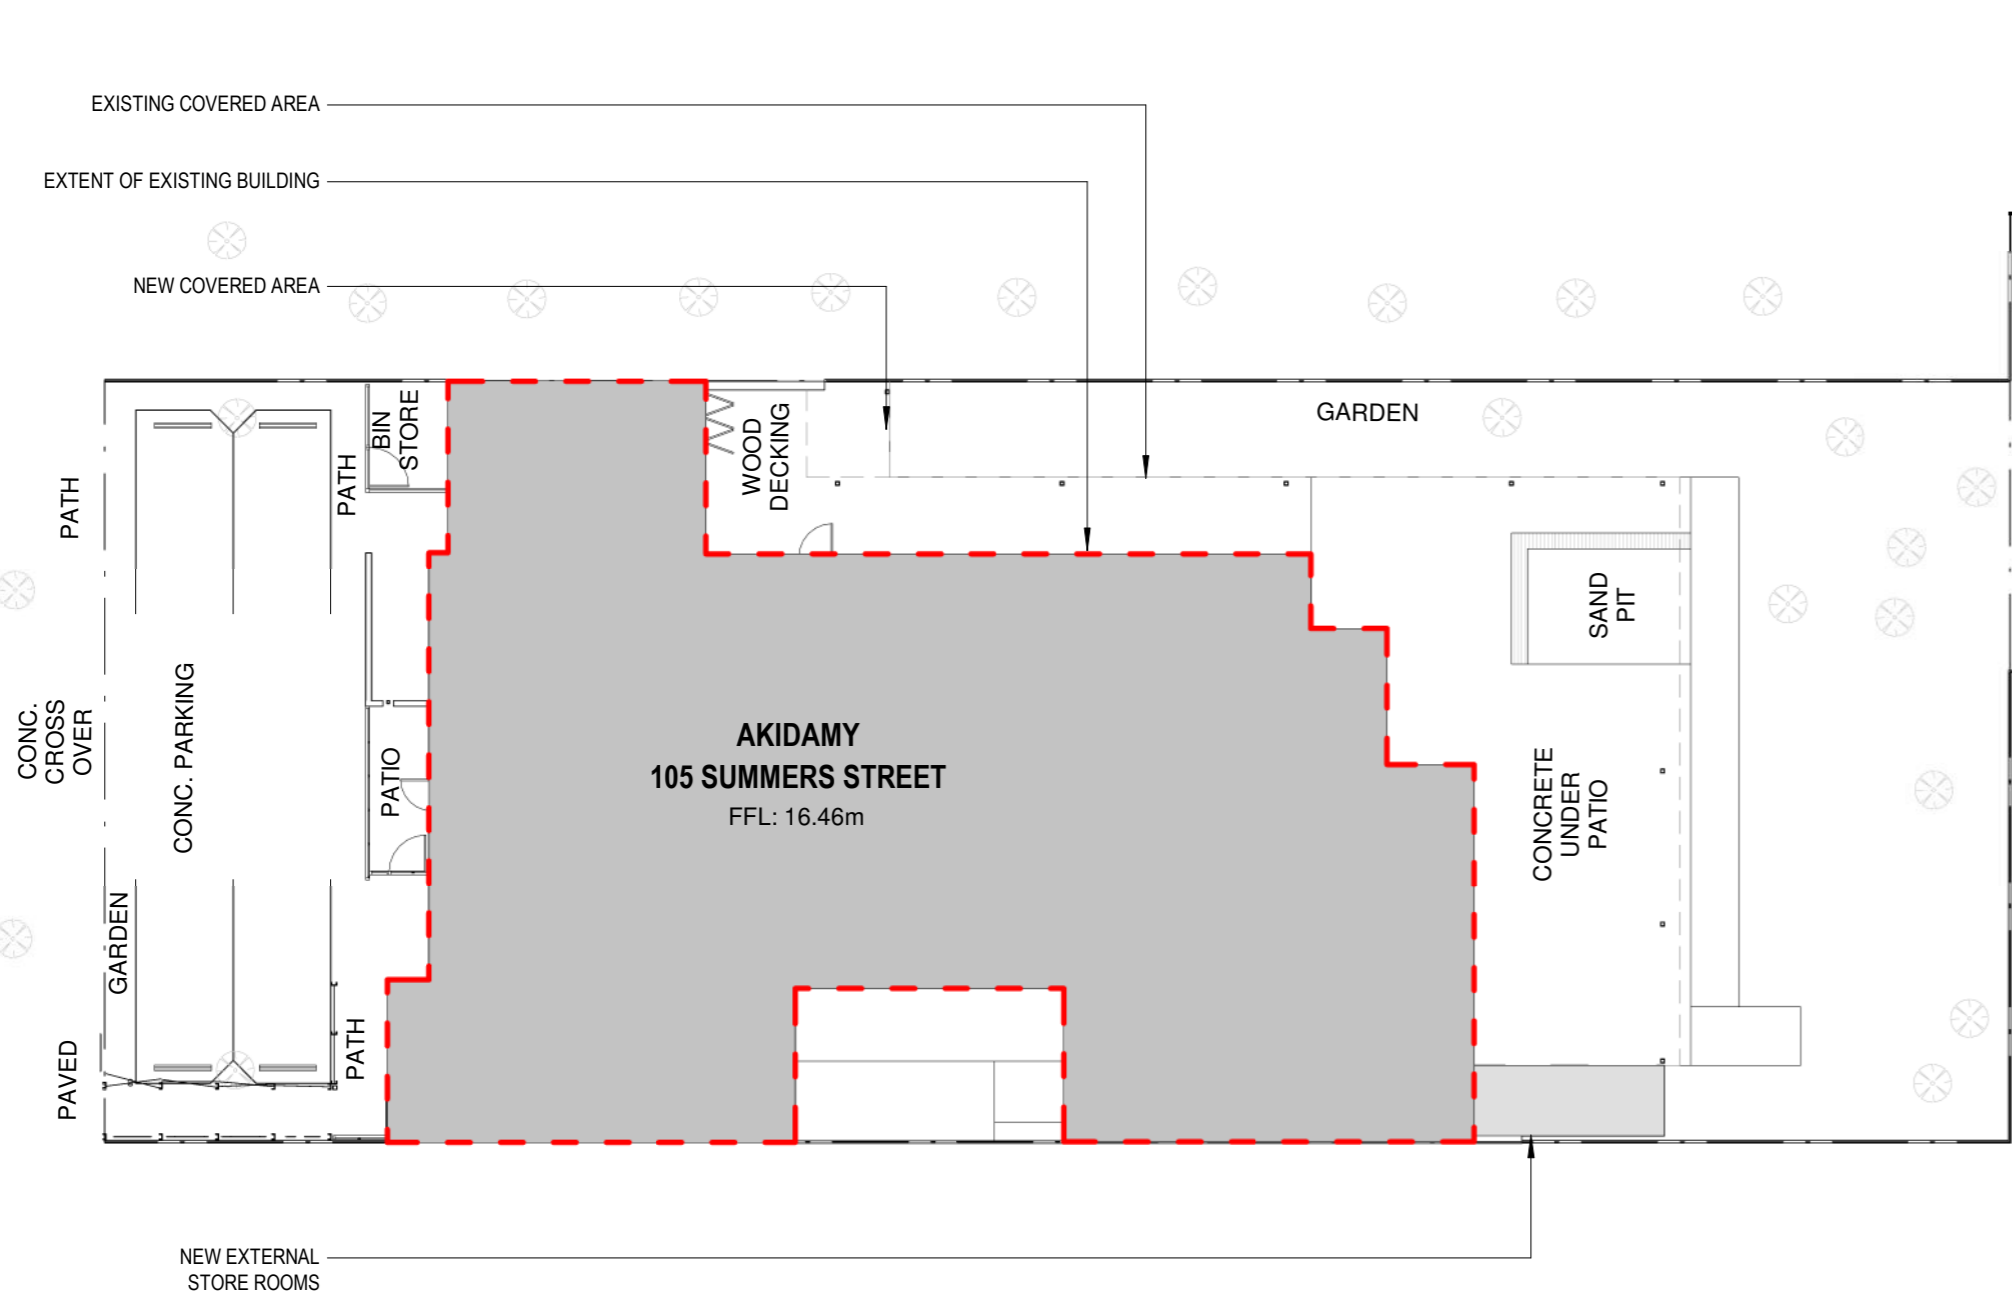 EXISTING COVERED AREA
EXTENT OF EXISTING BUILDING
NEW COVERED AREA
BIN
STORE
PATH
PATH
WOOD
DECKING
GARDEN
SAND
PIT
CONC.
CROSS
OVER
CONC. PARKING
PATIO
AKIDAMY
105 SUMMERS STREET
FFL: 16.46m
CONCRETE
UNDER
PATIO
GARDEN
PAVED
PATH
NEW EXTERNAL
STORE ROOMS